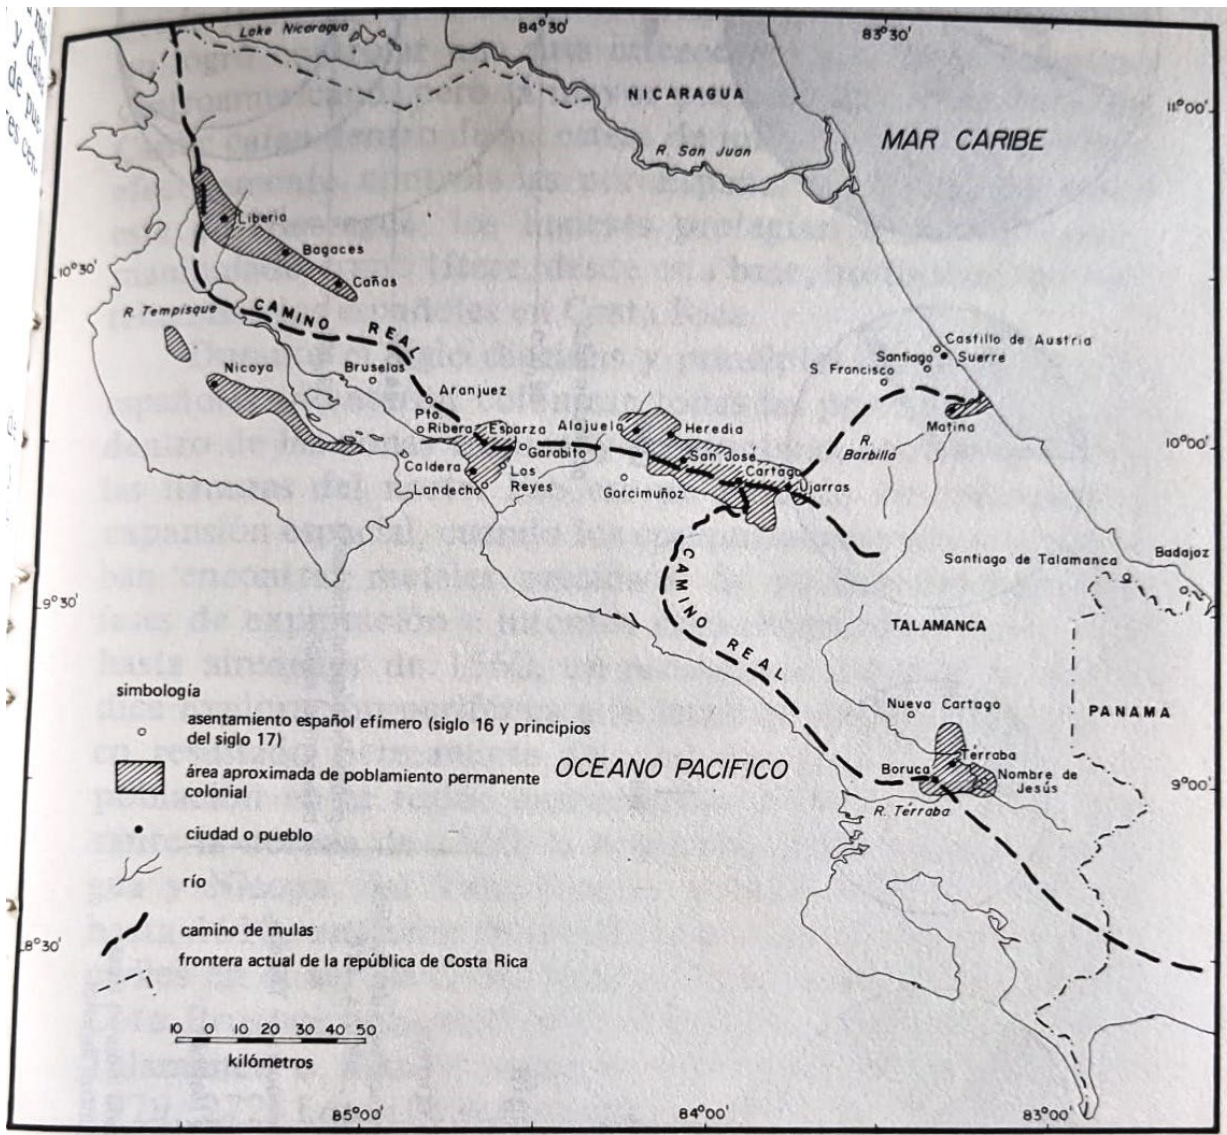 84°30'
83°30'
Lake Nicaragua
NICARAGUA
11°00'
MAR CARIBE
R. San Juan
Liberia
Bagaces
10°30'
Cañas
R. Tempisque
CAMINO REAL
Castillo de Austria
Santiago
Suerre
S. Francisco
Nicoya
Bruselas
Aranjuez
Pto.
Ribera
Esparza
Alajuela
Heredia
Matina
R.
Barbilla
10°00'
Garabito
San José
Caldera
Las
Reyes
Cartago
Landecho
Garcimuñoz
Ujarras
CAMINO REAL
Santiago de Talamanca
Badajoz
9°30'
TALAMANCA
simbología
asentamiento español efímero (siglo 16 y principios
del siglo 17)
área aproximada de poblamiento permanente
colonial
ciudad o pueblo
río
camino de mulas
frontera actual de la república de Costa Rica
Nueva Cartago
PANAMA
OCEANO PACIFICO
Térraba
Boruca
Nombre de
Jesús
9°00'
R. Térraba
8°30'
10 0 10 20 30 40 50
kilómetros
85°00'
84°00'
83°00'